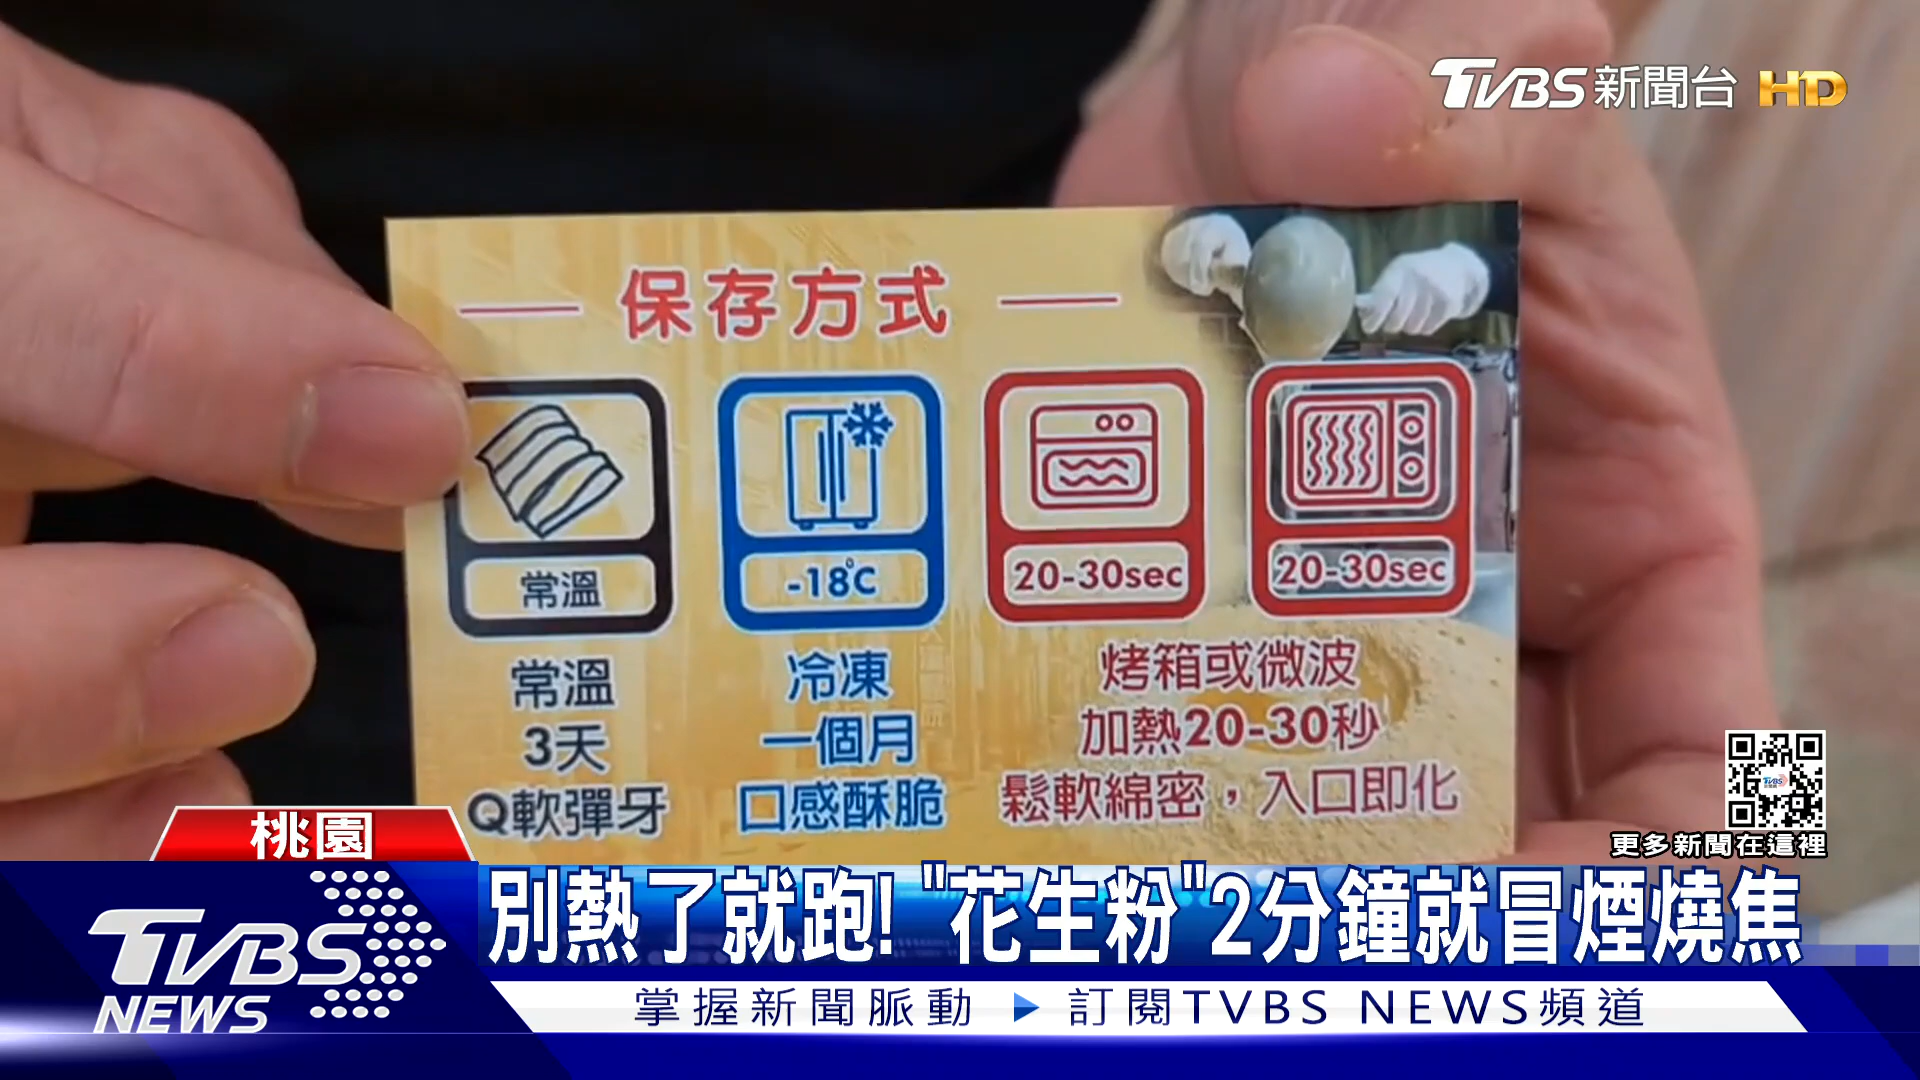 TVBS新聞台 HD
保存方式
常溫
-18°C
20-30sec
20-30sec
常溫
3天
Q軟彈牙
冷凍
一個月
口感酥脆
烤箱或微波
加熱20-30秒
鬆軟綿密，入口即化
TVBS
更多新聞在這裡
桃園
別熱了就跑! "花生粉"2分鐘就冒煙燒焦
TVBS
NEWS
掌握新聞脈動 ▶ 訂閱TVBS NEWS頻道